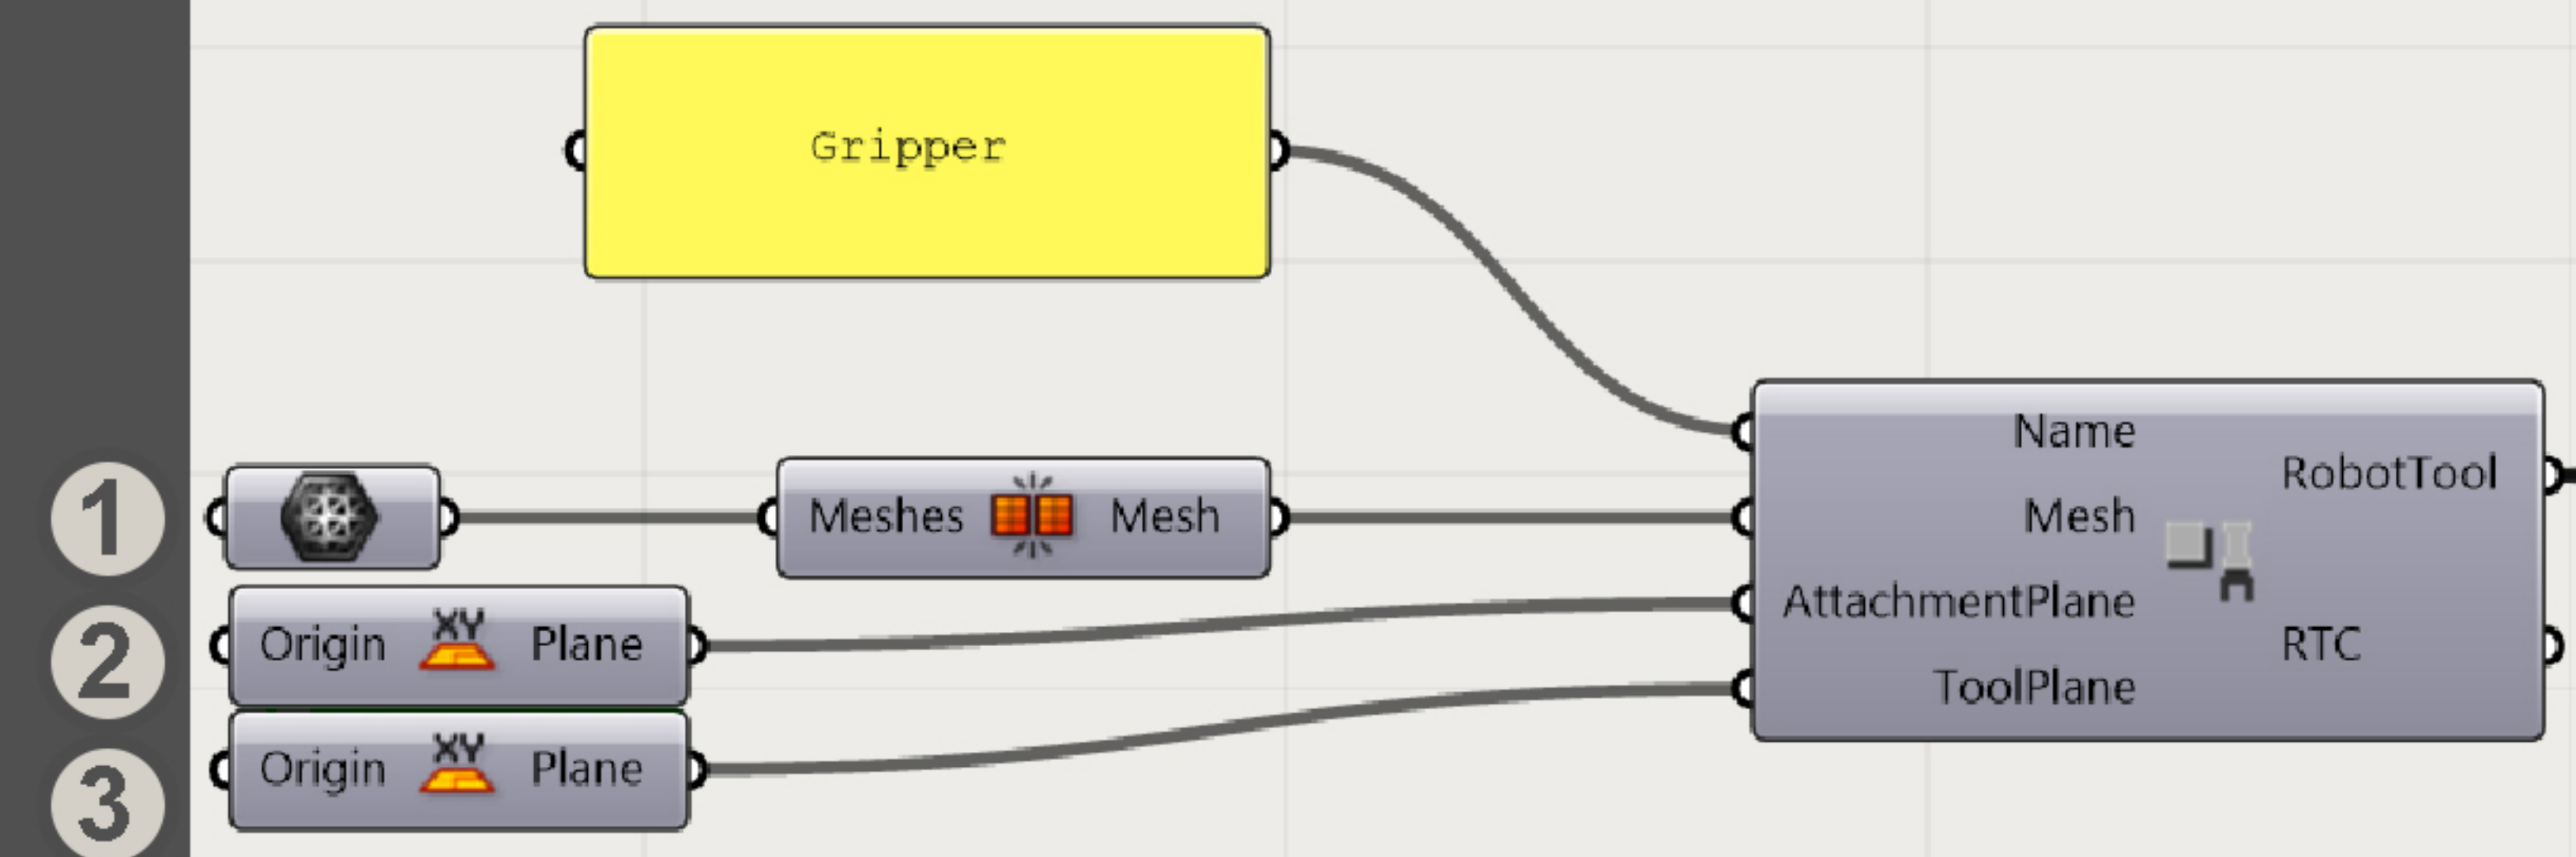 Gripper
Name
RobotTool
1
Meshes Mesh
Mesh
2
Origin XY Plane
AttachmentPlane
RTC
ToolPlane
3
Origin XY Plane